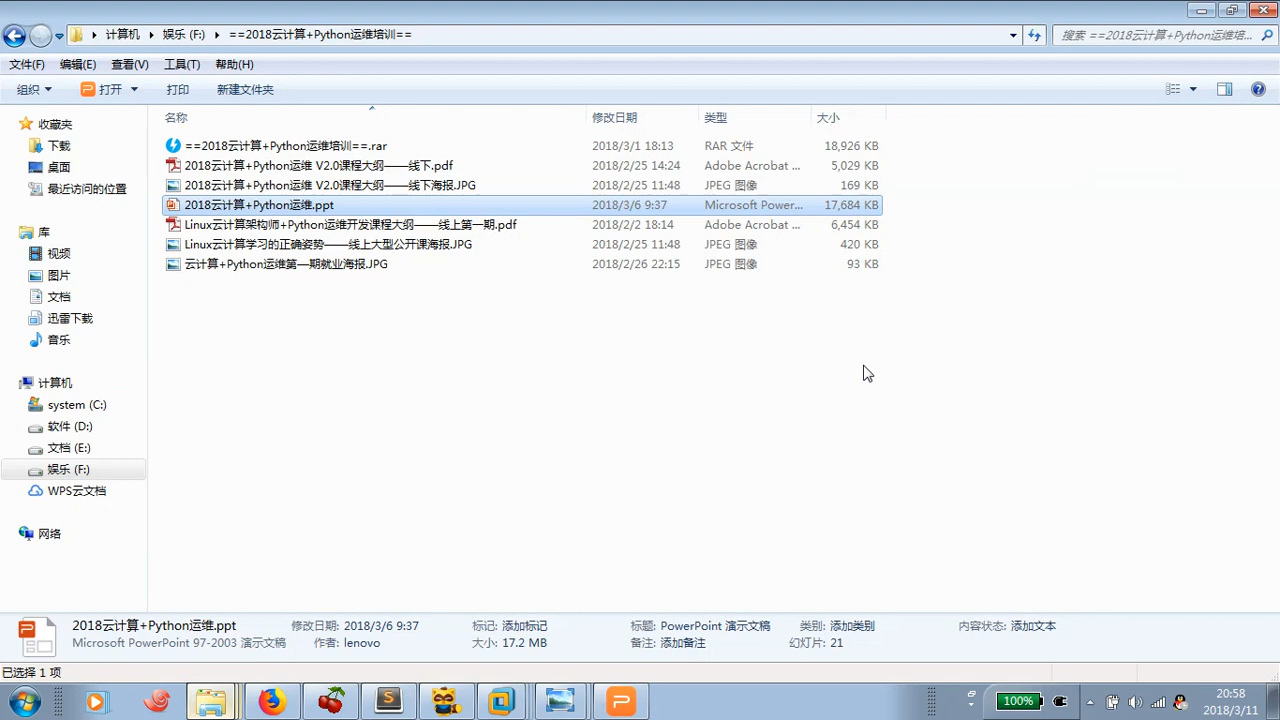 计算机 娱乐 (F:) ==2018云计算+Python运维培训==
搜索 ==2018云计算+Python运维培...
文件(F) 编辑(E) 查看(V) 工具(T) 帮助(H)
组织 打开 打印 新建文件夹
名称 修改日期 类型 大小
==2018云计算+Python运维培训==.rar 2018/3/1 18:13 RAR 文件 18,926 KB
2018云计算+Python运维 V2.0课程大纲——线下.pdf 2018/2/25 14:24 Adobe Acrobat ... 5,029 KB
2018云计算+Python运维 V2.0课程大纲——线下海报.JPG 2018/2/25 11:48 JPEG 图像 169 KB
2018云计算+Python运维.ppt 2018/3/6 9:37 Microsoft Power... 17,684 KB
Linux云计算架构师+Python运维开发课程大纲——线上第一期.pdf 2018/2/2 18:14 Adobe Acrobat ... 6,454 KB
Linux云计算学习的正确姿势——线上大型公开课海报.JPG 2018/2/25 11:48 JPEG 图像 420 KB
云计算+Python运维第一期就业海报.JPG 2018/2/26 22:15 JPEG 图像 93 KB
收藏夹
下载
桌面
最近访问的位置
库
视频
图片
文档
迅雷下载
音乐
计算机
system (C:)
软件 (D:)
文档 (E:)
娱乐 (F:)
WPS云文档
网络
2018云计算+Python运维.ppt 修改日期: 2018/3/6 9:37 标记: 添加标记 标题: PowerPoint 演示文稿 类别: 添加类别 内容状态: 添加文本
Microsoft PowerPoint 97-2003 演示文稿 作者: lenovo 大小: 17.2 MB 备注: 添加备注 幻灯片: 21
已选择 1 项
100%
20:58
2018/3/11